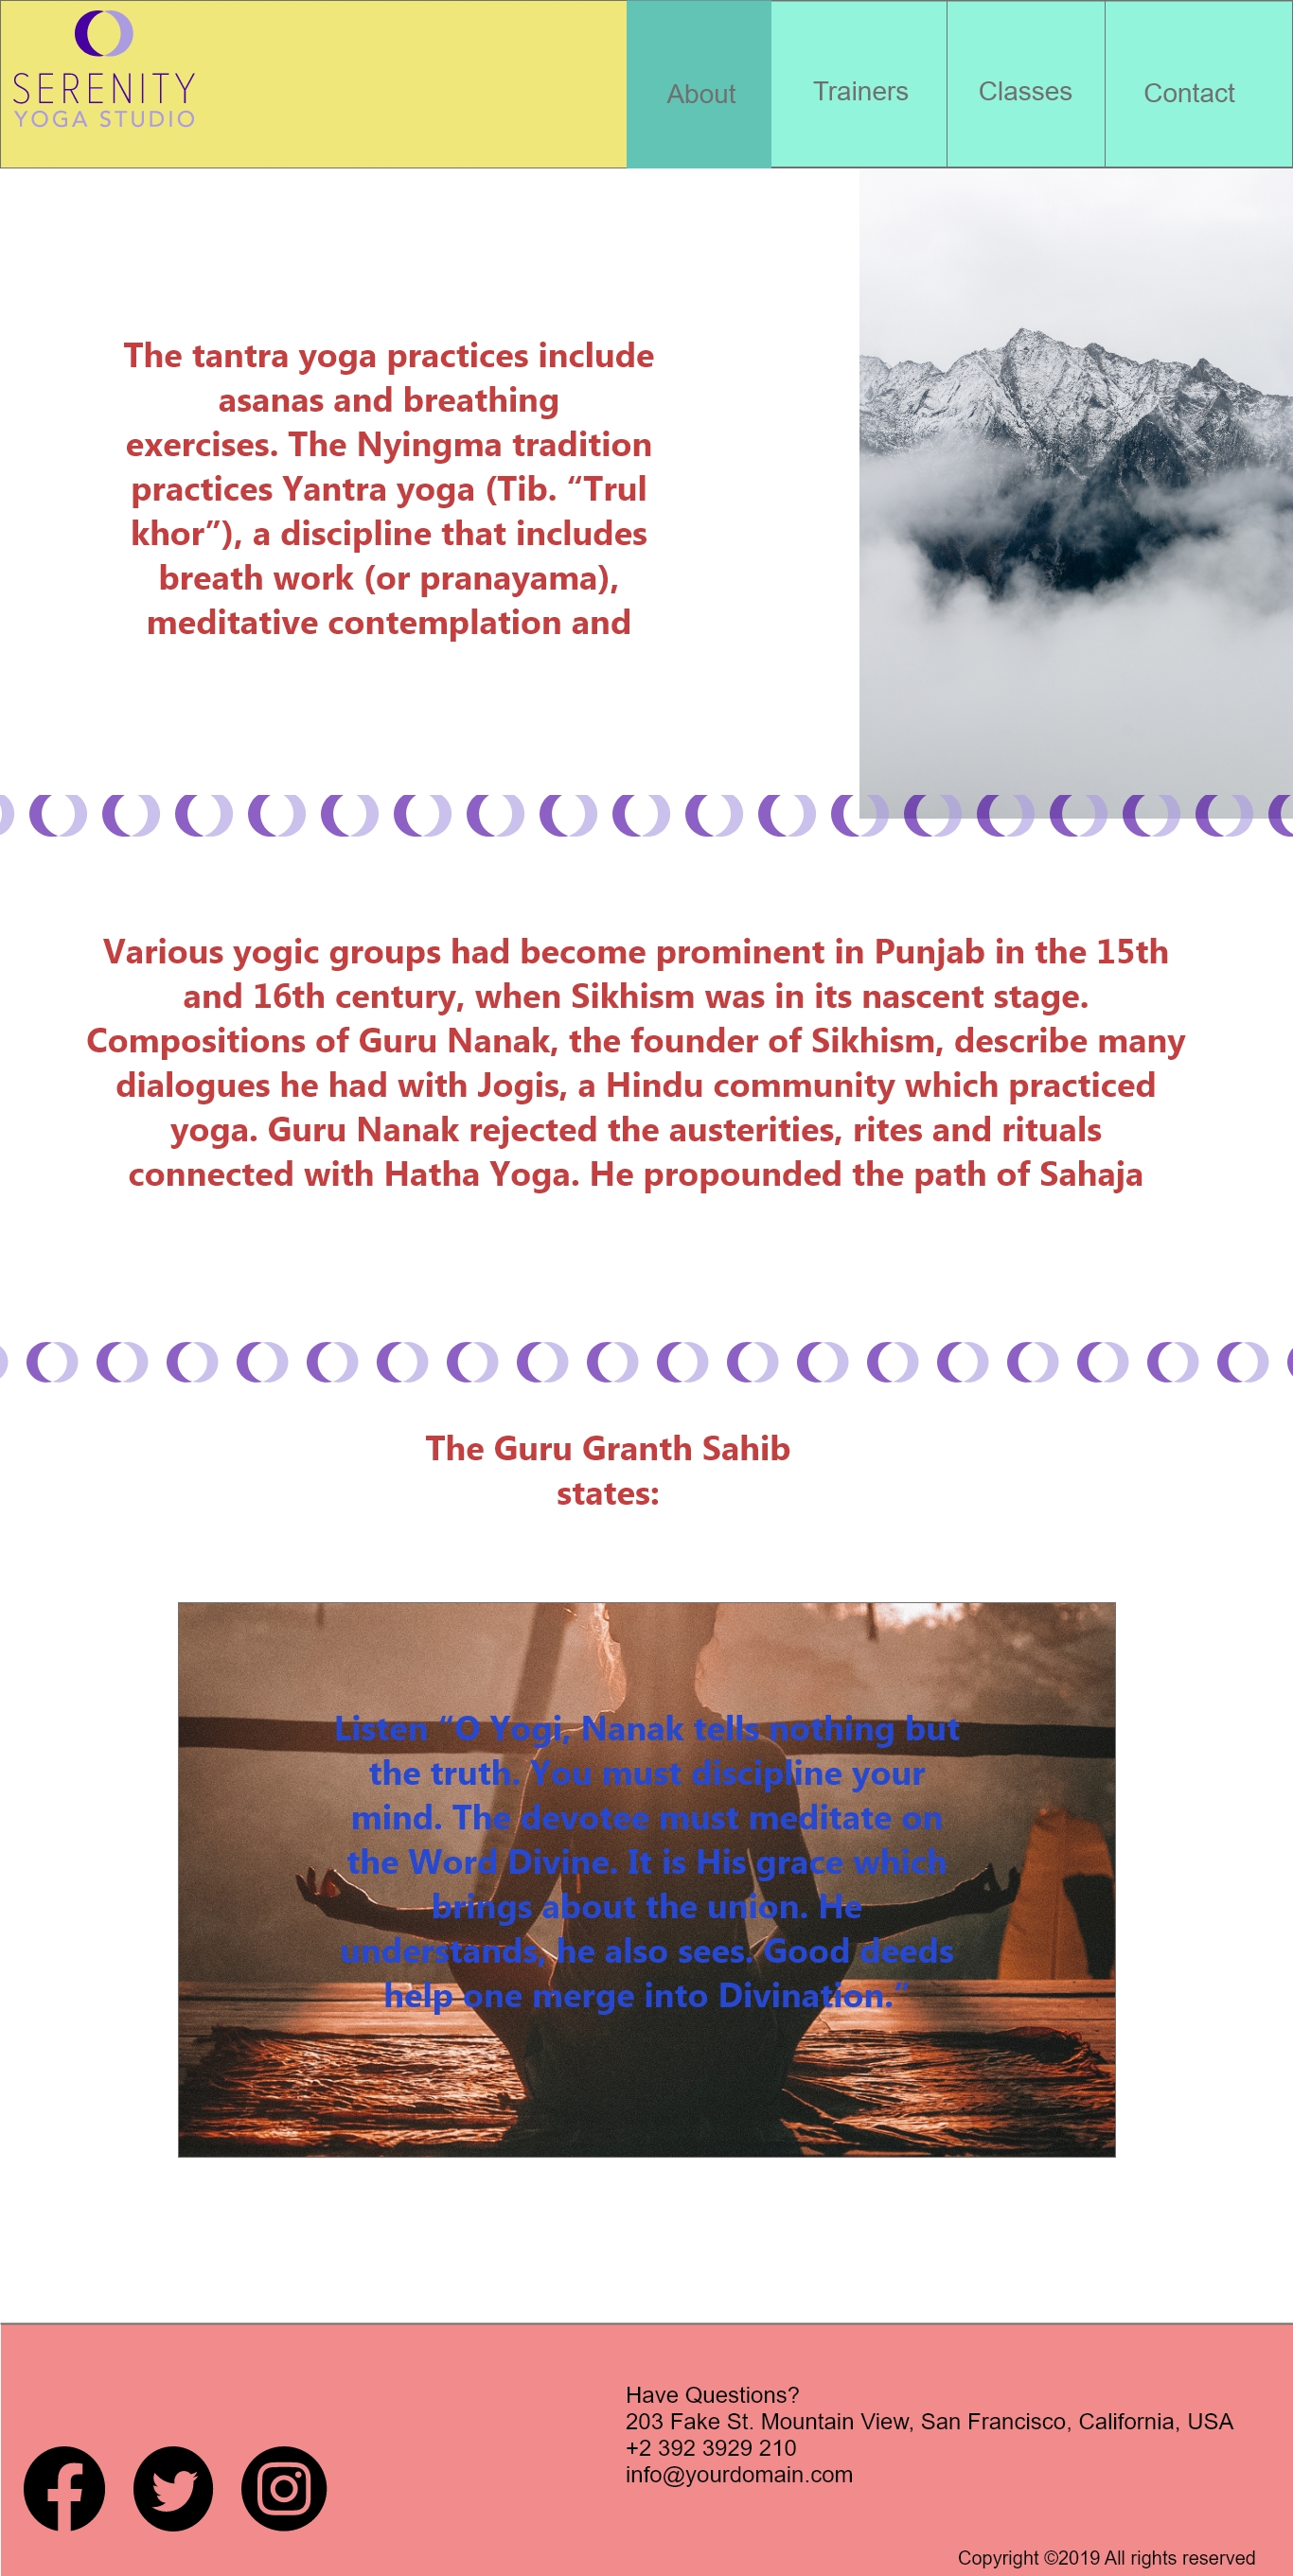 SERENITY
YOGA STUDIO
About
Trainers
Classes
Contact
The tantra yoga practices include
asanas and breathing
exercises. The Nyingma tradition
practices Yantra yoga (Tib. “Trul
khor”), a discipline that includes
breath work (or pranayama),
meditative contemplation and
Various yogic groups had become prominent in Punjab in the 15th
and 16th century, when Sikhism was in its nascent stage.
Compositions of Guru Nanak, the founder of Sikhism, describe many
dialogues he had with Jogis, a Hindu community which practiced
yoga. Guru Nanak rejected the austerities, rites and rituals
connected with Hatha Yoga. He propounded the path of Sahaja
The Guru Granth Sahib
states:
Listen “O Yogi, Nanak tells nothing but
the truth. You must discipline your
mind. The devotee must meditate on
the Word Divine. It is His grace which
brings about the union. He
understands, he also sees. Good deeds
help one merge into Divination.”
Have Questions?
203 Fake St. Mountain View, San Francisco, California, USA
+2 392 3929 210
info@yourdomain.com
Copyright ©2019 All rights reserved